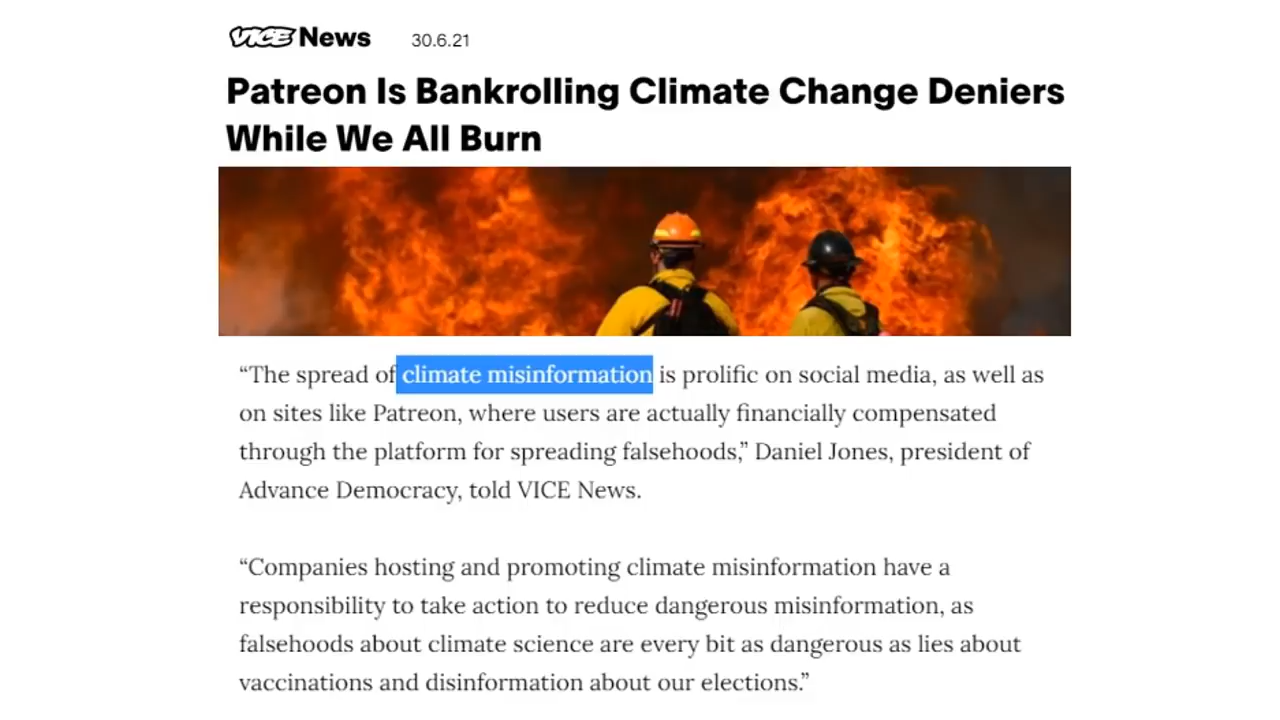 VICE News 30.6.21
Patreon Is Bankrolling Climate Change Deniers
While We All Burn
“The spread of climate misinformation is prolific on social media, as well as
on sites like Patreon, where users are actually financially compensated
through the platform for spreading falsehoods,” Daniel Jones, president of
Advance Democracy, told VICE News.
“Companies hosting and promoting climate misinformation have a
responsibility to take action to reduce dangerous misinformation, as
falsehoods about climate science are every bit as dangerous as lies about
vaccinations and disinformation about our elections.”